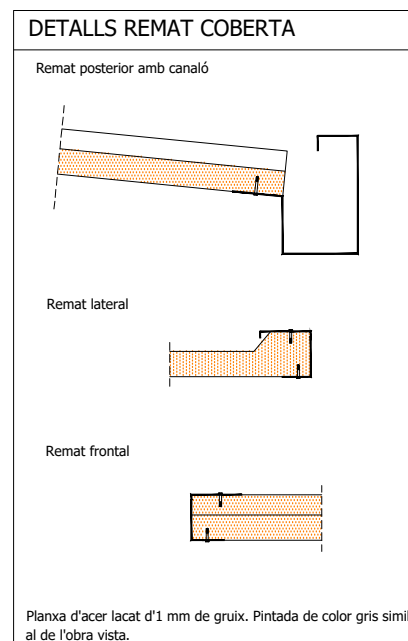 DETALLS REMAT COBERTA
Remat posterior amb canaló
Remat lateral
Remat frontal
Planxa d'acer lacat d'1 mm de gruix. Pintada de color gris simil
al de l'obra vista.